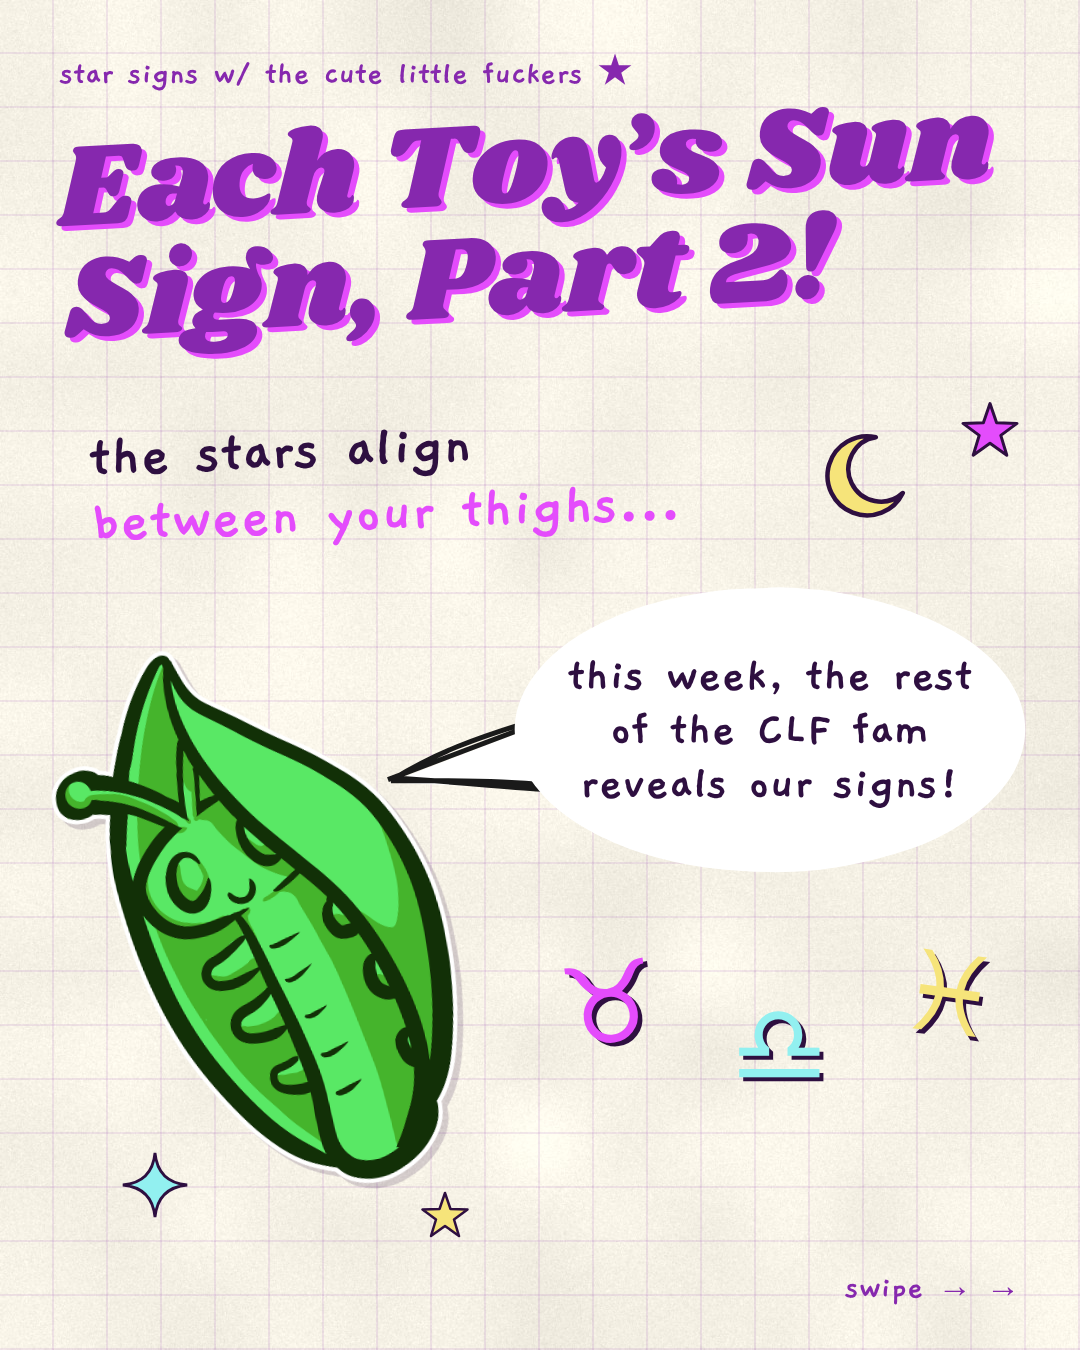 star signs w/ the cute little fuckers
Each Toy's Sun
Sign, Part 2!
the stars align
between your thighs...
this week, the rest
of the CLF fam
reveals our signs!
swipe → →